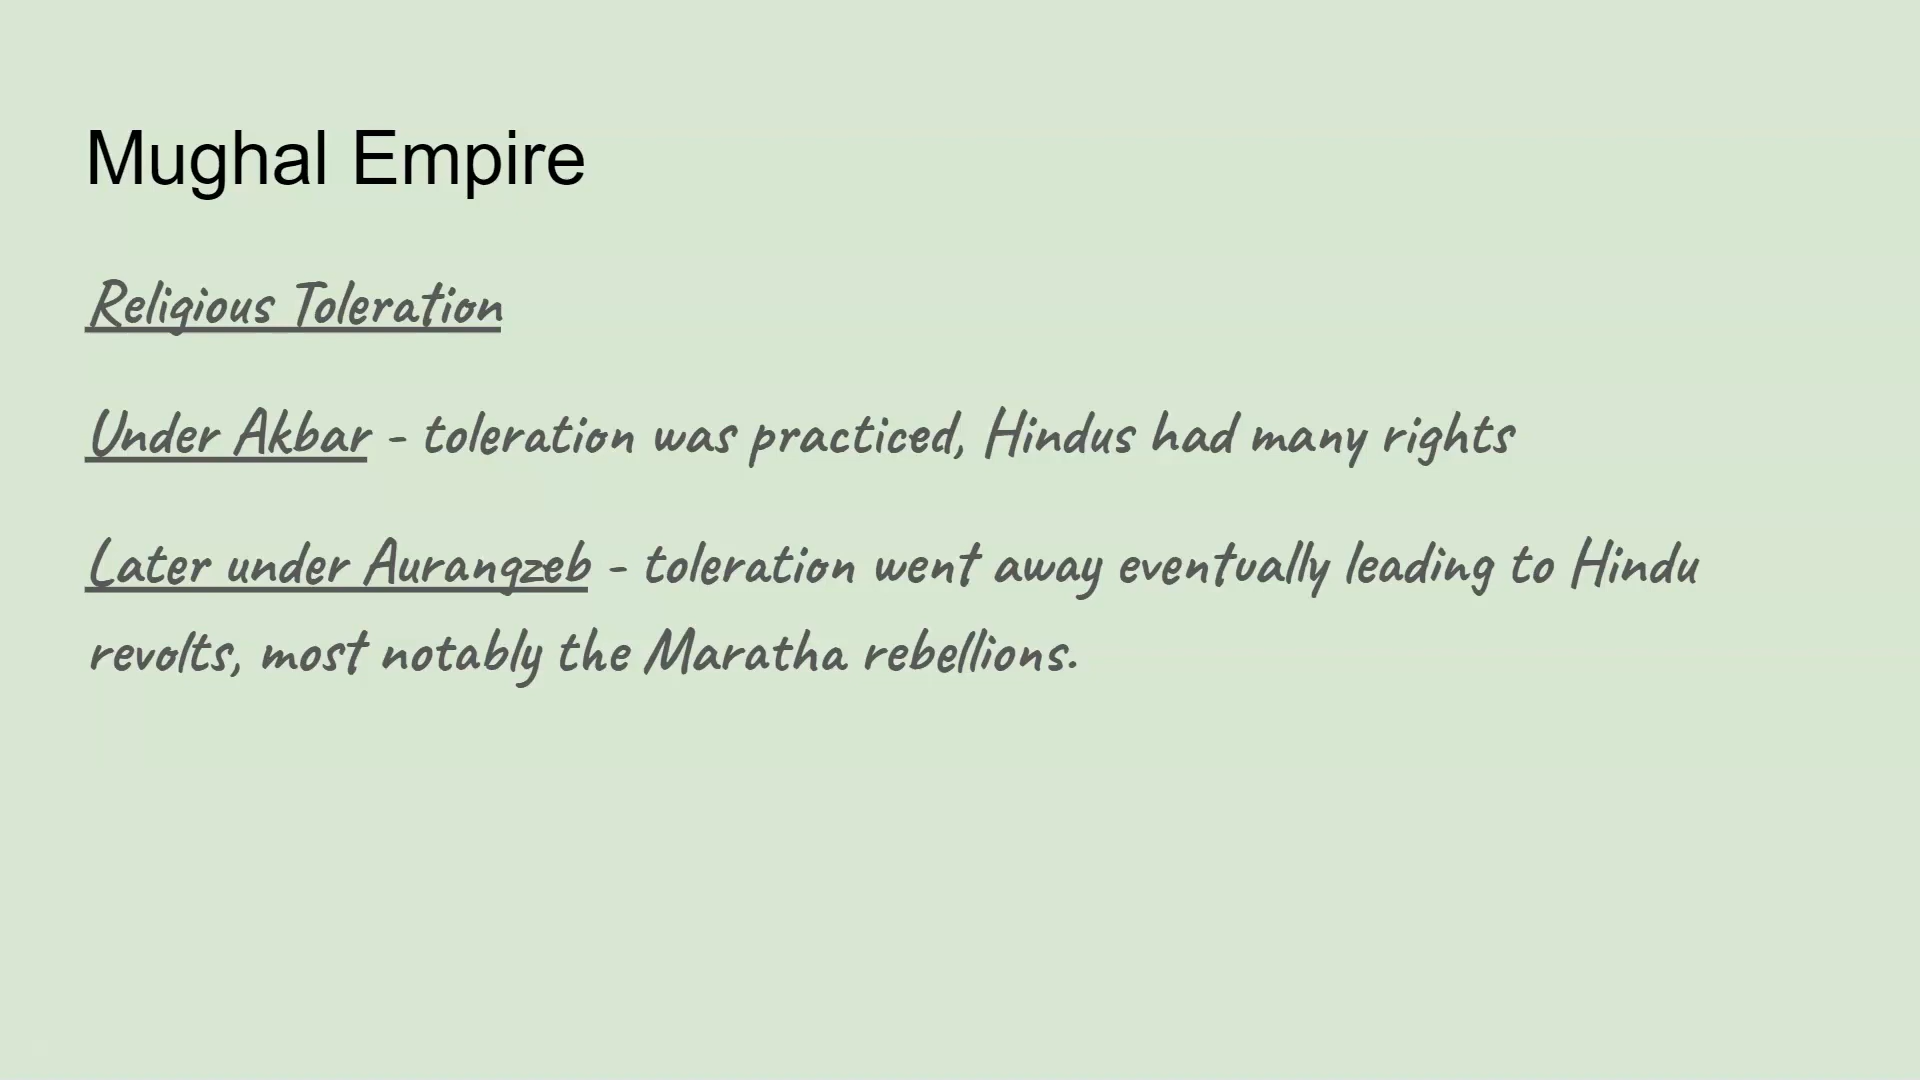 Mughal Empire
Religious Toleration
Under Akbar - toleration was practiced, Hindus had many rights
Later under Aurangzeb - toleration went away eventually leading to Hindu
revolts, most notably the Maratha rebellions.